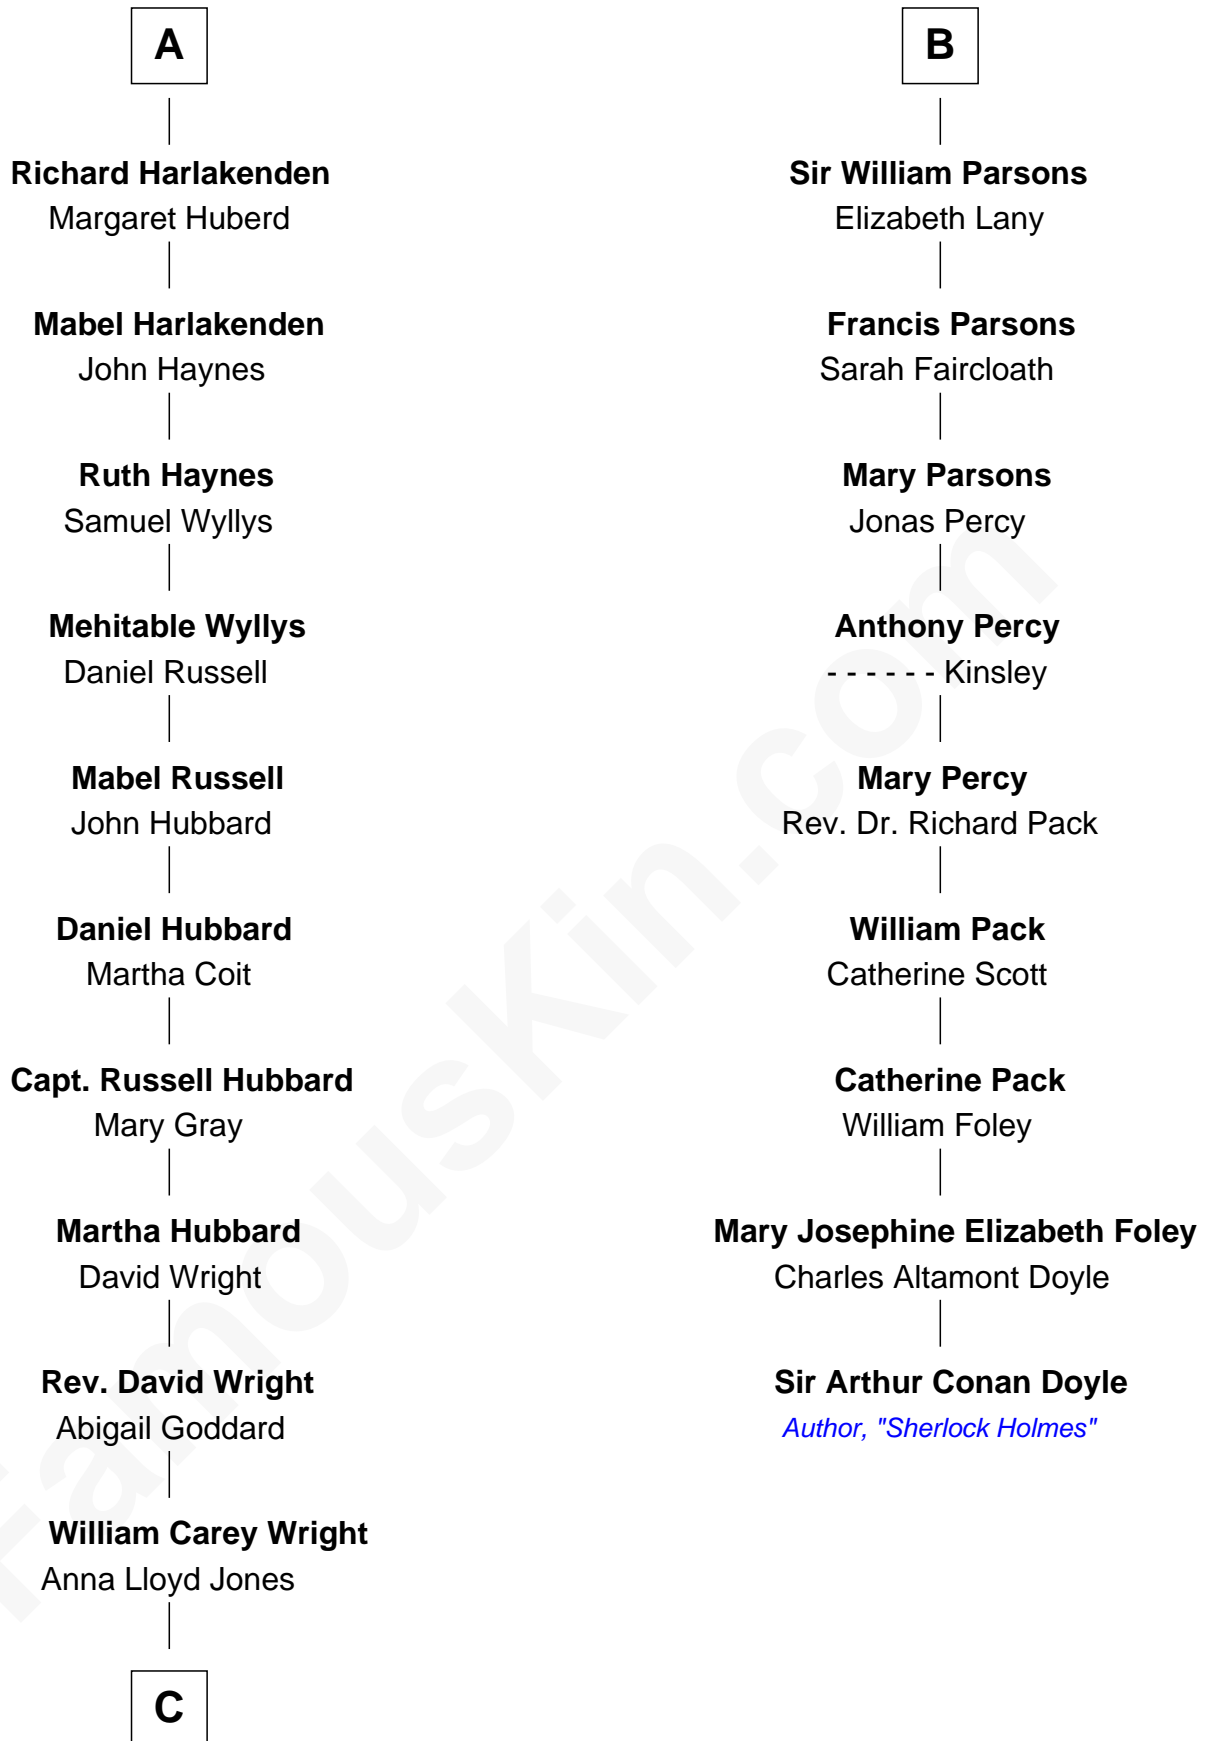 A
Richard Harlakenden
Margaret Huberd
Mabel Harlakenden
John Haynes
Ruth Haynes
Samuel Wyllys
Mehitable Wyllys
Daniel Russell
Mabel Russell
John Hubbard
Daniel Hubbard
Martha Coit
Capt. Russell Hubbard
Mary Gray
Martha Hubbard
David Wright
Rev. David Wright
Abigail Goddard
William Carey Wright
Anna Lloyd Jones
C
B
Sir William Parsons
Elizabeth Lany
Francis Parsons
Sarah Faircloath
Mary Parsons
Jonas Percy
Anthony Percy
- - - - - - Kinsley
Mary Percy
Rev. Dr. Richard Pack
William Pack
Catherine Scott
Catherine Pack
William Foley
Mary Josephine Elizabeth Foley
Charles Altamont Doyle
Sir Arthur Conan Doyle
Author, "Sherlock Holmes"
FamousKin.com